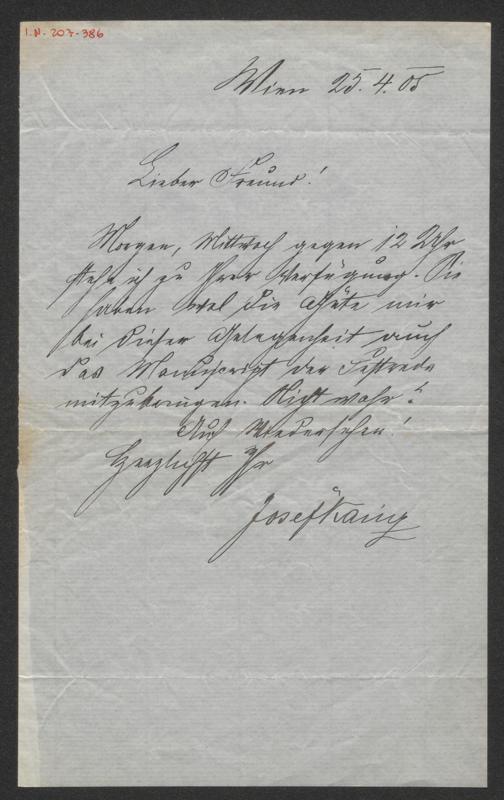 I.N. 207.386
Wien 25.4.05
Lieber Freund!
Morgen, Mittwoch gegen 12 Uhr
stehe ich zu Ihrer Verfügung. Sie
haben wol die Güte mir
bei dieser Gelegenheit auch
das Manuscript der Festrede
mitzubringen. Nicht wahr?
Auf Wiedersehen!
Herzlichst Ihr
Josef Kainz